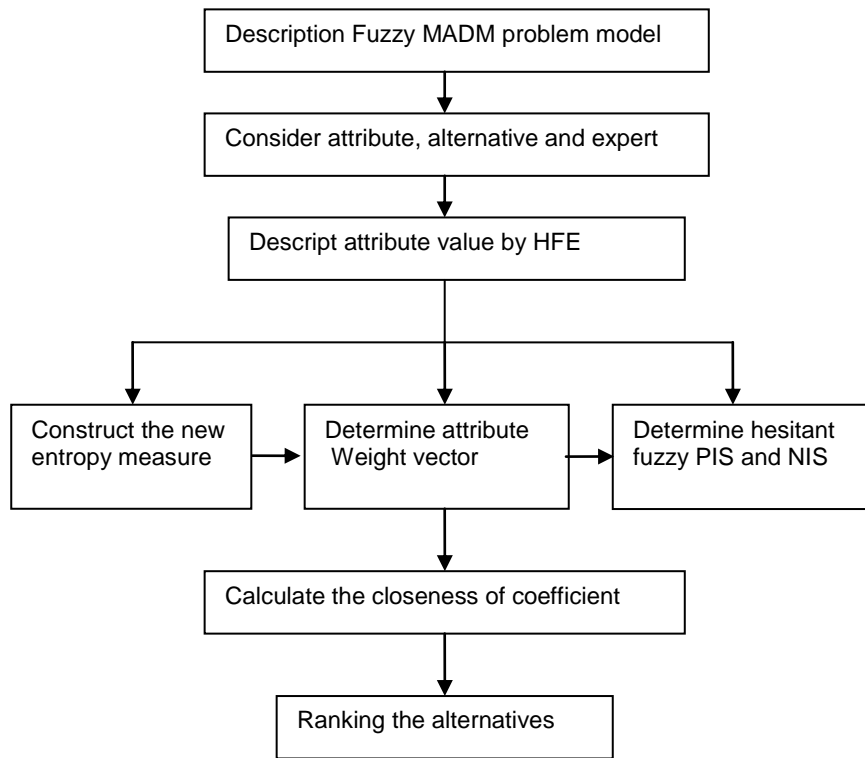 Description Fuzzy MADM problem model
Consider attribute, alternative and expert
Descript attribute value by HFE
Construct the new
entropy measure
Determine attribute
Weight vector
Determine hesitant
fuzzy PIS and NIS
Calculate the closeness of coefficient
Ranking the alternatives